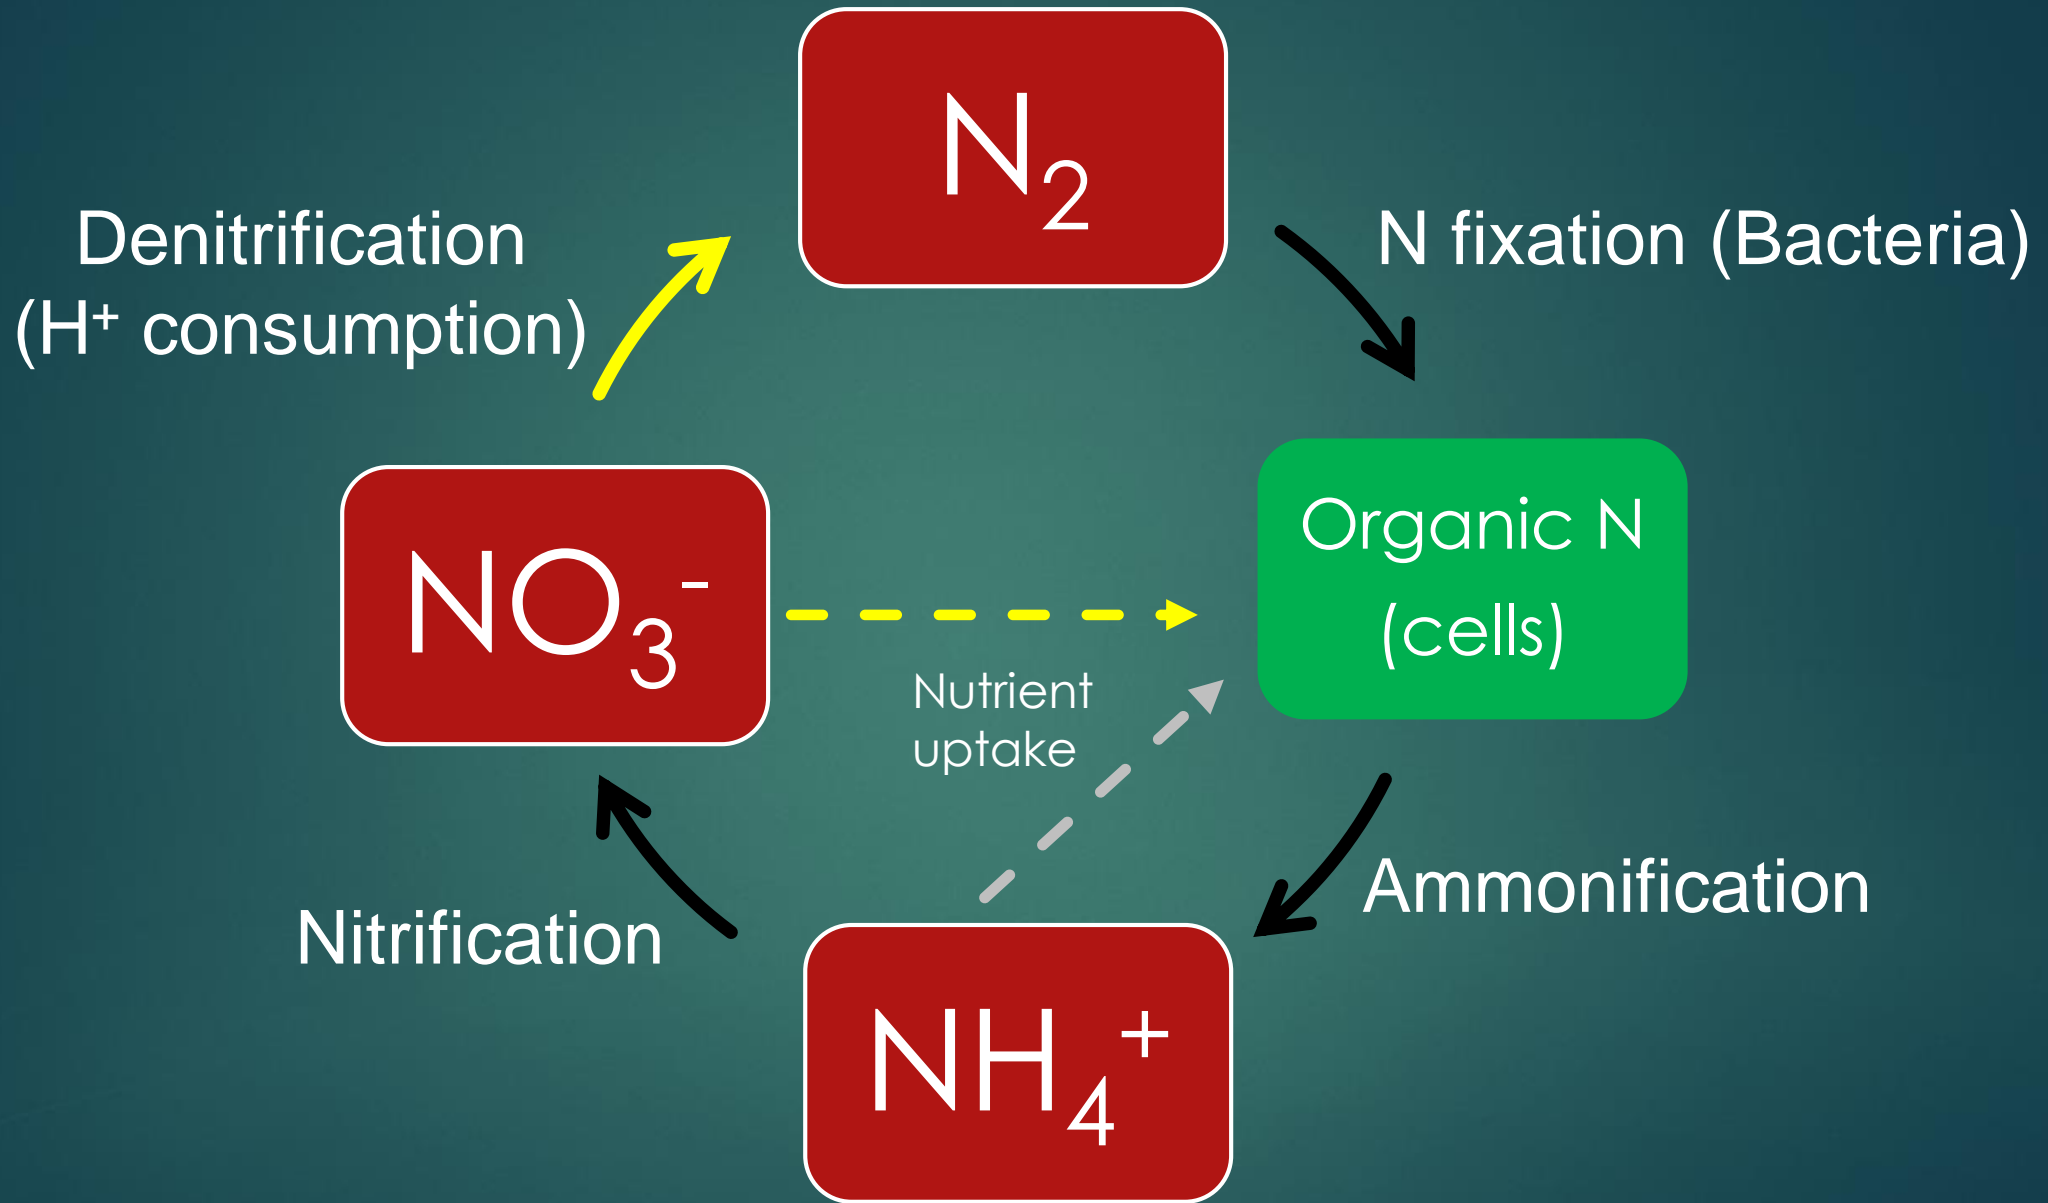 N₂
Denitrification
(H⁺ consumption)
N fixation (Bacteria)
NO₃⁻
Organic N
(cells)
Nutrient
uptake
Nitrification
Ammonification
NH₄⁺